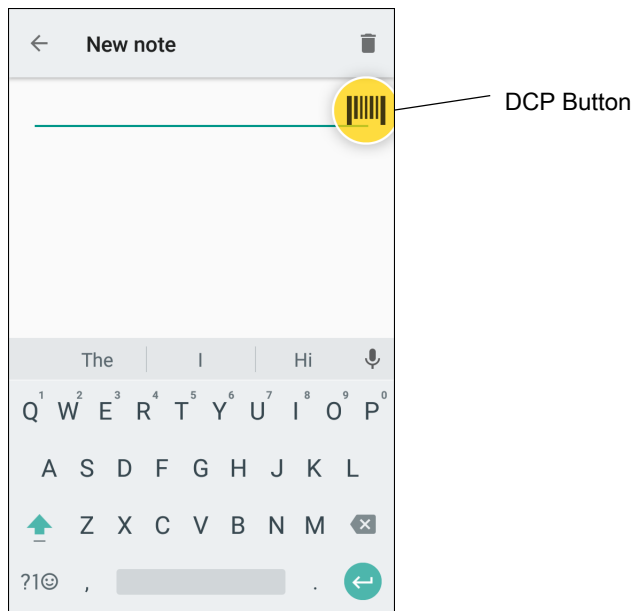 New note
DCP Button
The I Hi
1 2 3 4 5 6 7 8 9 0
Q W E R T Y U I O P
A S D F G H J K L
Z X C V B N M
?1☺ , .